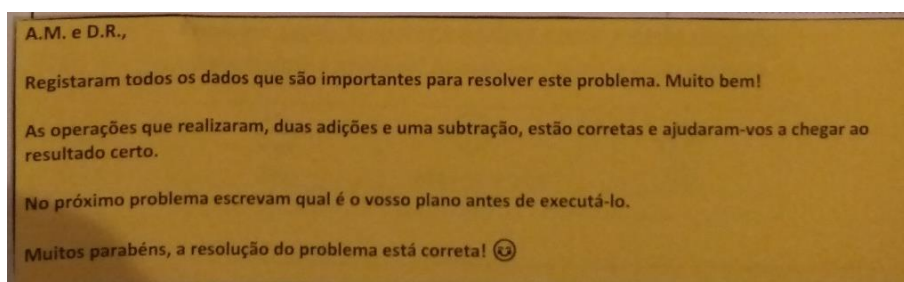 A.M. e D.R.,
Registaram todos os dados que são importantes para resolver este problema. Muito bem!
As operações que realizaram, duas adições e uma subtração, estão corretas e ajudaram-vos a chegar ao
resultado certo.
No próximo problema escrevam qual é o vosso plano antes de executá-lo.
Muitos parabéns, a resolução do problema está correta! ☺